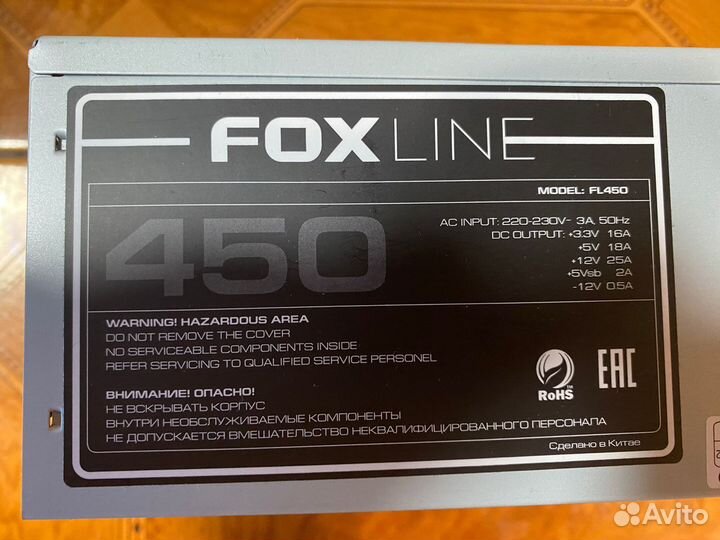 FOXLINE
MODEL: FL450
450
AC INPUT: 220-230V~ 3A, 50Hz
DC OUTPUT: +3.3V 16A
+5V 18A
+12V 25A
+5Vsb 2A
-12V 0.5A
WARNING! HAZARDOUS AREA
DO NOT REMOVE THE COVER
NO SERVICEABLE COMPONENTS INSIDE
REFER SERVICING TO QUALIFIED SERVICE PERSONEL
RoHS
EAC
ВНИМАНИЕ! ОПАСНО!
НЕ ВСКРЫВАТЬ КОРПУС
ВНУТРИ НЕОБСЛУЖИВАЕМЫЕ КОМПОНЕНТЫ
НЕ ДОПУСКАЕТСЯ ВМЕШАТЕЛЬСТВО НЕКВАЛИФИЦИРОВАННОГО ПЕРСОНАЛА
Сделано в Китае
Avito